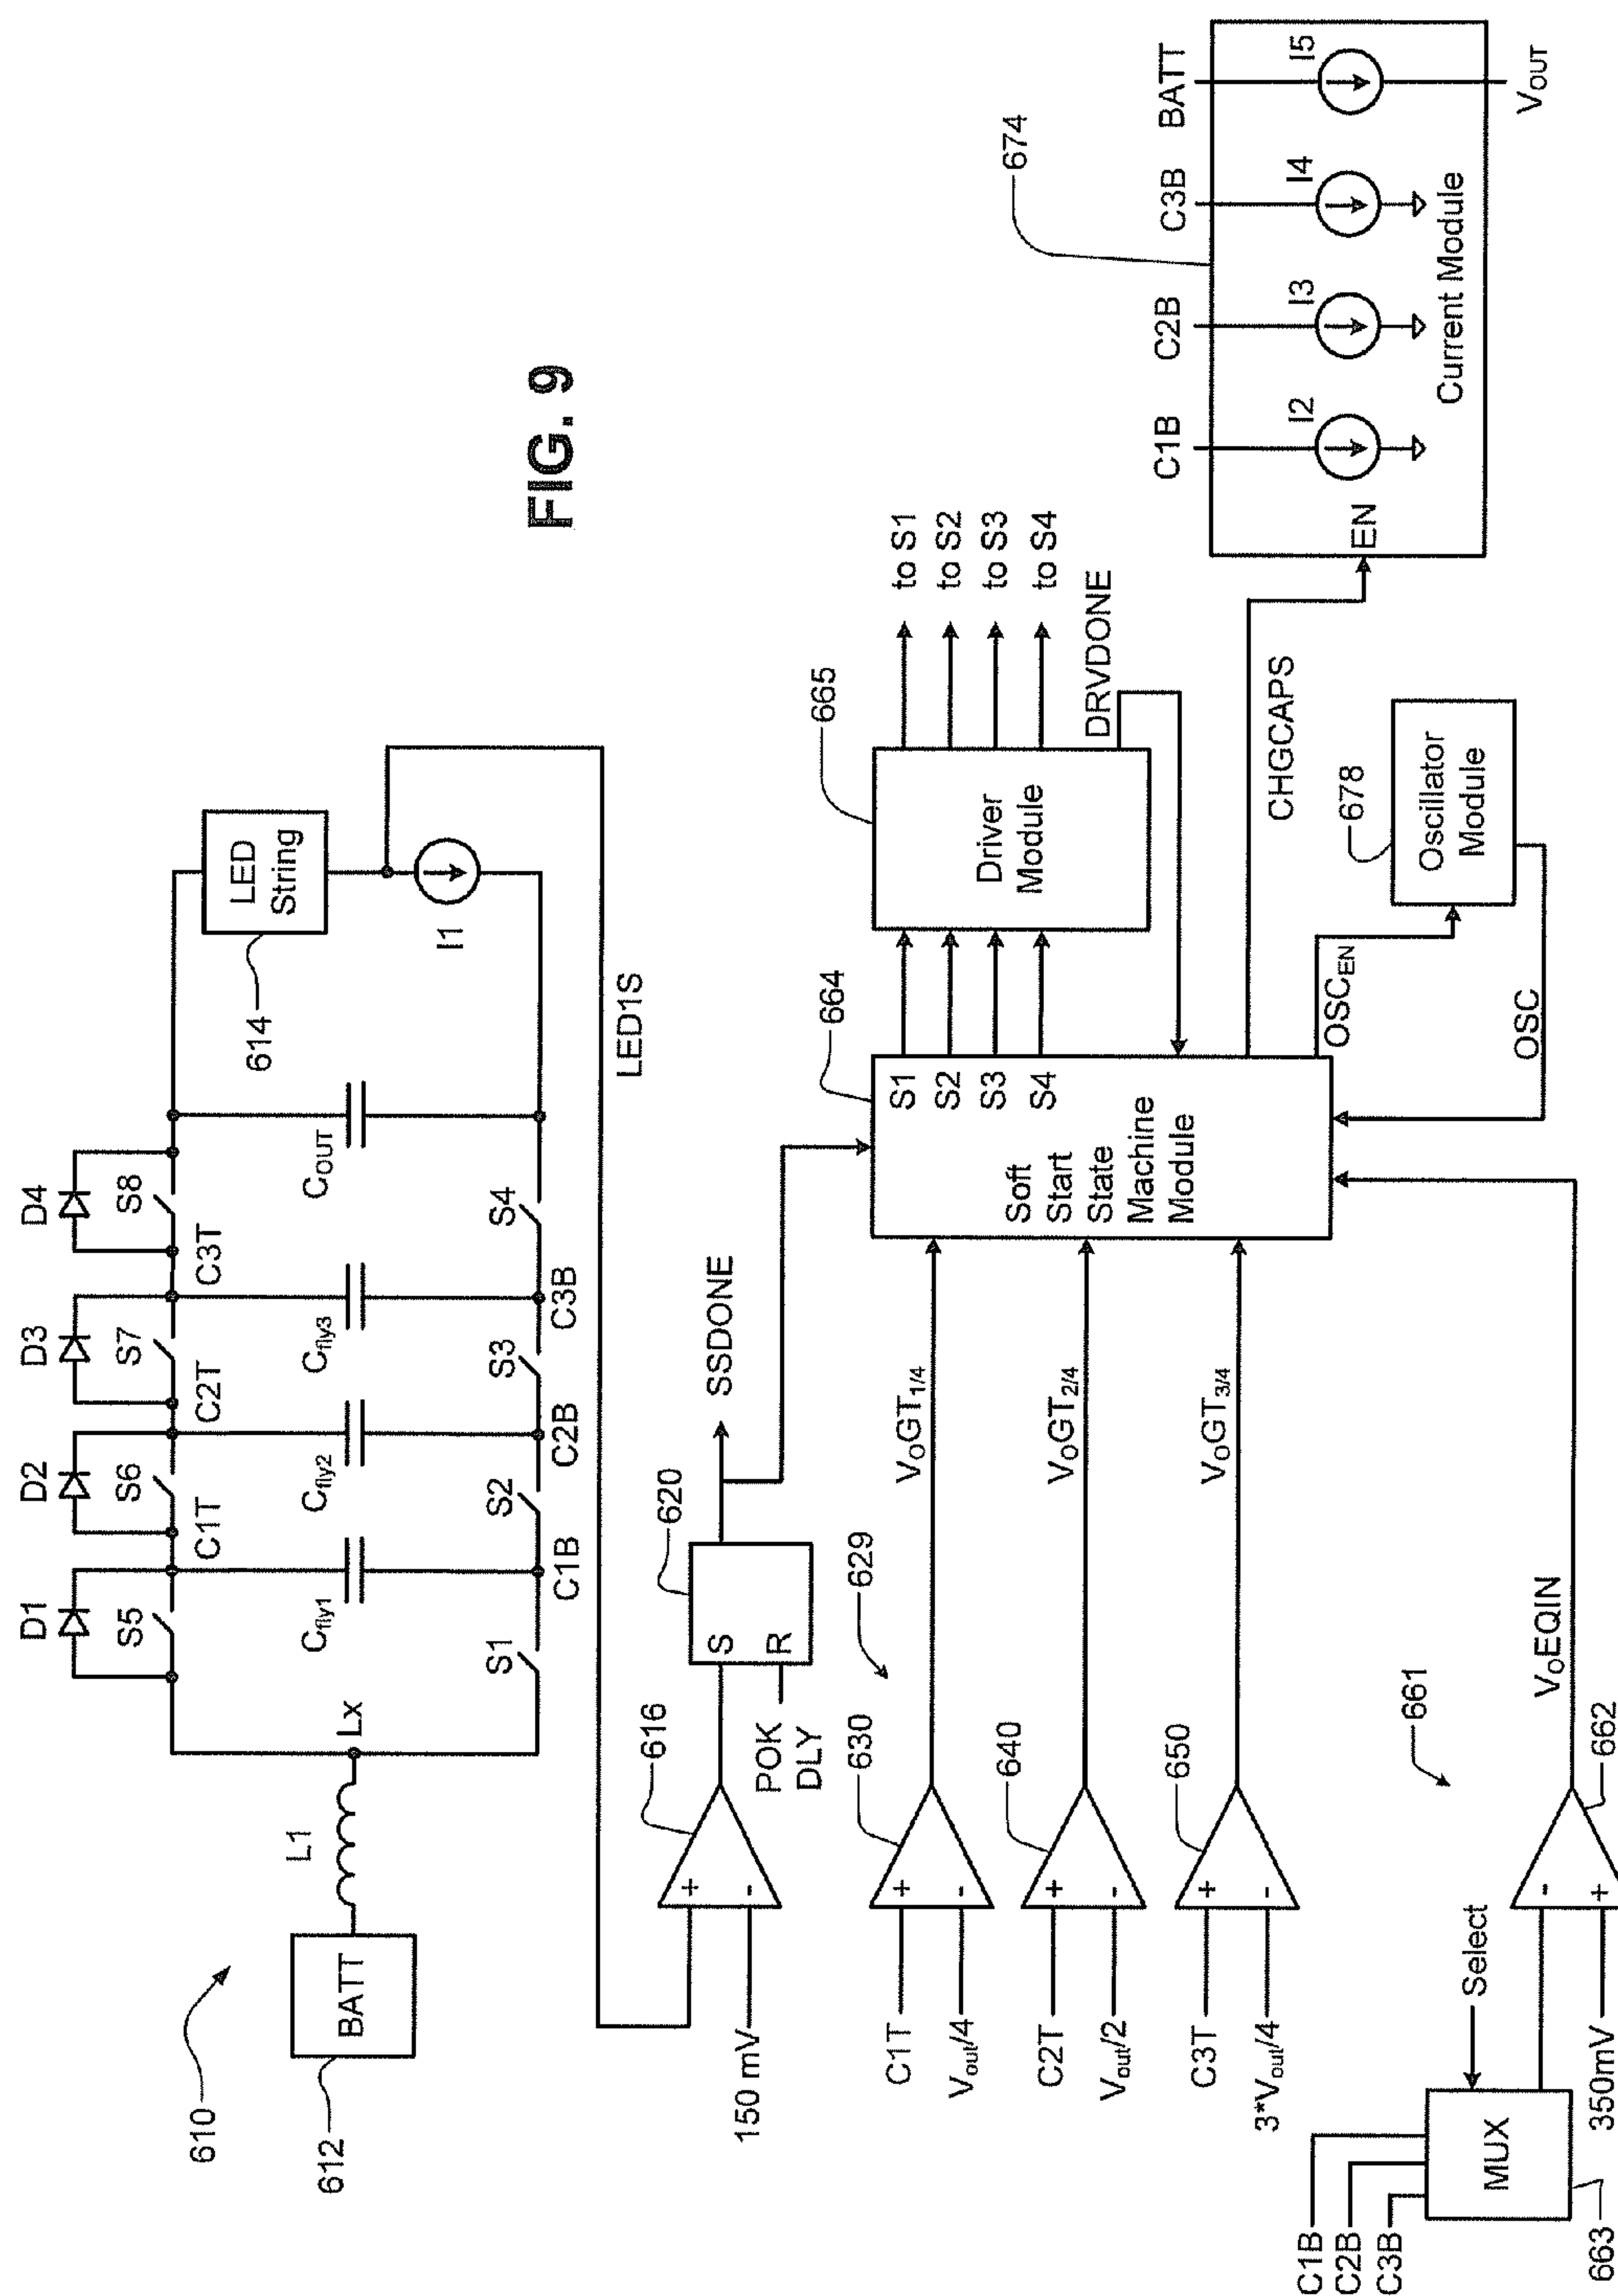 FIG. 9
610
BATT
612
L1
Lx
D1
S5
C1T
D2
S6
C2T
D3
S7
C3T
D4
S8
Cfly1
Cfly2
Cfly3
COUT
S1
C1B
S2
C2B
S3
C3B
S4
LED
String
614
I1
LED1S
150 mV
+
-
616
S
R
POK
DLY
620
SSDONE
629
C1T
Vout/4
+
-
630
VOGT1/4
C2T
Vout/2
+
-
640
VOGT2/4
C3T
3*Vout/4
+
-
650
VOGT3/4
661
C1B
C2B
C3B
MUX
663
Select
350mV
-
+
662
VOEQIN
664
S1
S2
S3
S4
Soft
Start
State
Machine
Module
665
Driver
Module
to S1
to S2
to S3
to S4
DRVDONE
CHGCAPS
OSCEN
OSC
678
Oscillator
Module
674
C1B
C2B
C3B
BATT
I2
I3
I4
I5
EN
Current Module
VOUT